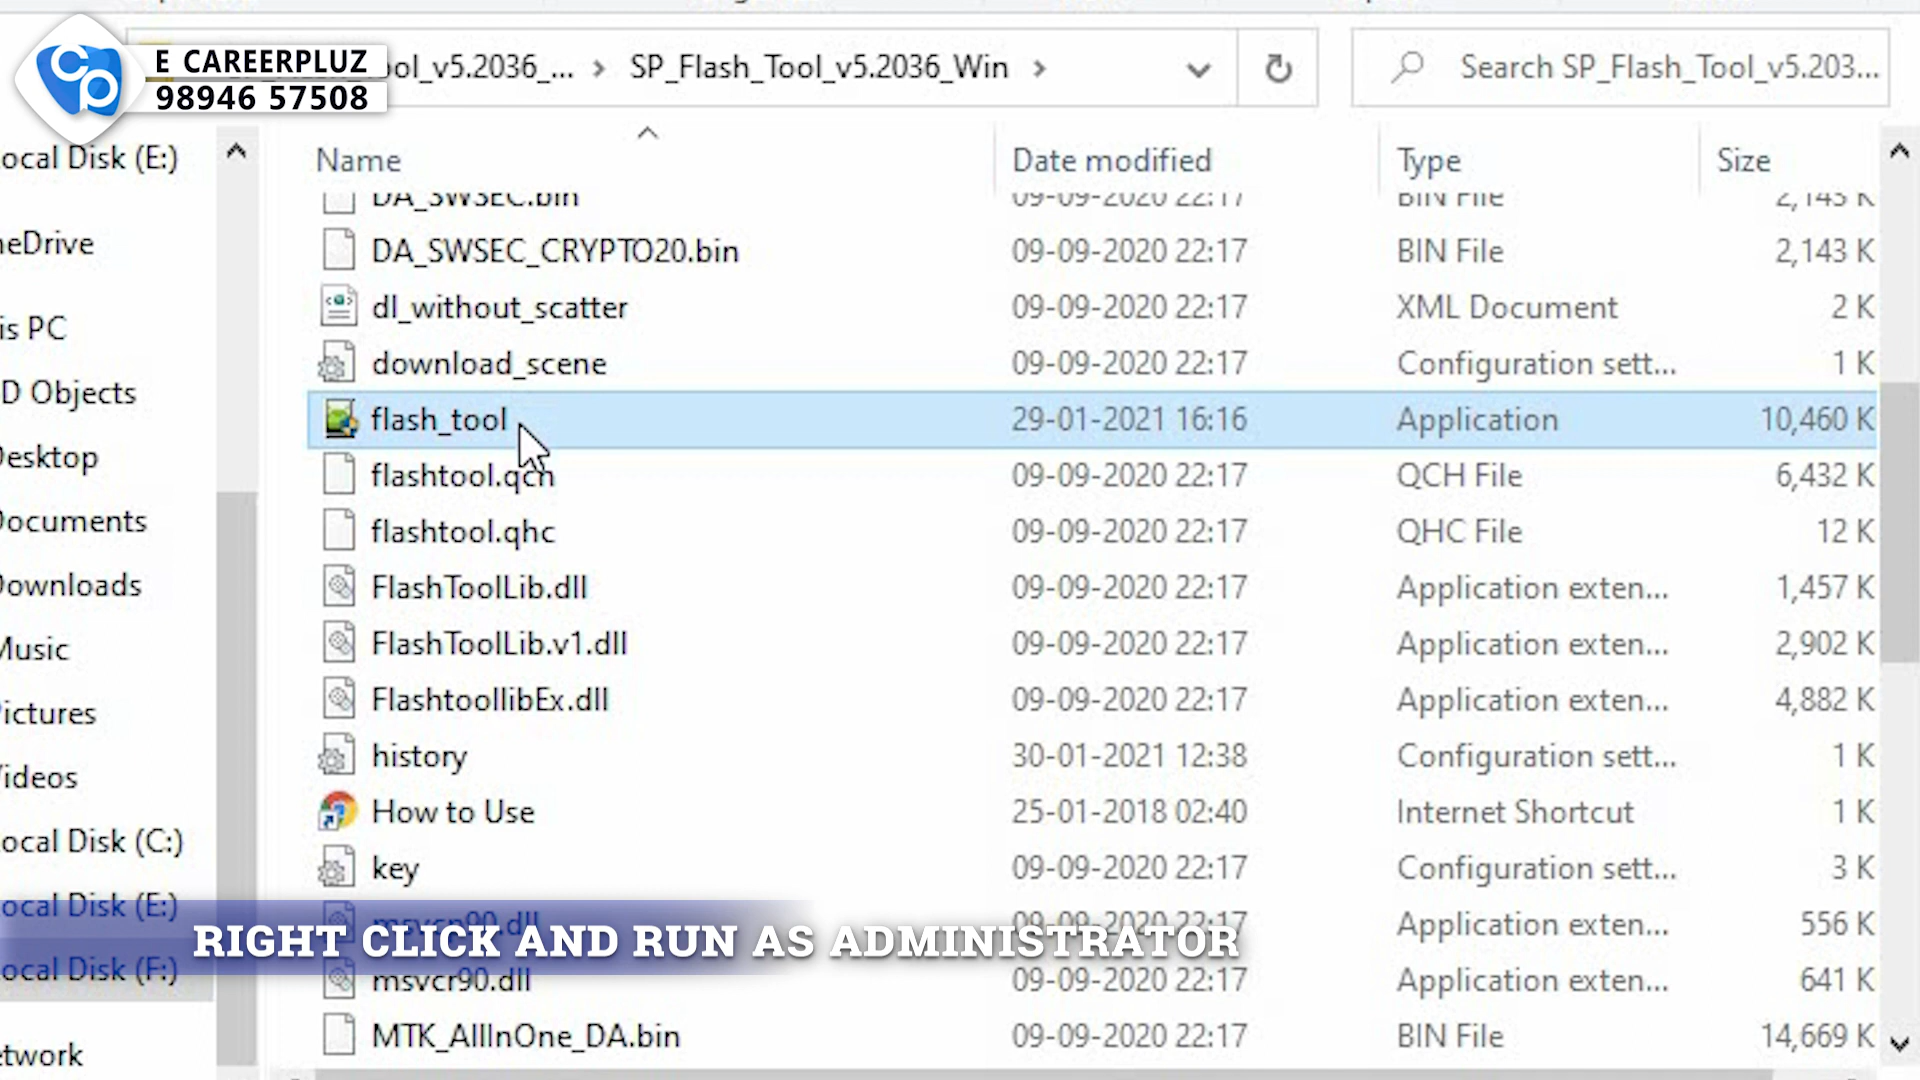 E CAREERPLUZ
98946 57508
ool_v5.2036_... > SP_Flash_Tool_v5.2036_Win >
Search SP_Flash_Tool_v5.203...
ocal Disk (E:)
neDrive
is PC
D Objects
Desktop
Documents
Downloads
Music
ictures
ideos
ocal Disk (C:)
ocal Disk (E:)
ocal Disk (F:)
etwork
Name Date modified Type Size
DA_SWSEC.bin 09-09-2020 22:17 BIN File 2,143 K
DA_SWSEC_CRYPTO20.bin 09-09-2020 22:17 BIN File 2,143 K
dl_without_scatter 09-09-2020 22:17 XML Document 2 K
download_scene 09-09-2020 22:17 Configuration sett... 1 K
flash_tool 29-01-2021 16:16 Application 10,460 K
flashtool.qch 09-09-2020 22:17 QCH File 6,432 K
flashtool.qhc 09-09-2020 22:17 QHC File 12 K
FlashToolLib.dll 09-09-2020 22:17 Application exten... 1,457 K
FlashToolLib.v1.dll 09-09-2020 22:17 Application exten... 2,902 K
FlashtoollibEx.dll 09-09-2020 22:17 Application exten... 4,882 K
history 30-01-2021 12:38 Configuration sett... 1 K
How to Use 25-01-2018 02:40 Internet Shortcut 1 K
key 09-09-2020 22:17 Configuration sett... 3 K
msvcp90.dll 09-09-2020 22:17 Application exten... 556 K
RIGHT CLICK AND RUN AS ADMINISTRATOR
msvcr90.dll 09-09-2020 22:17 Application exten... 641 K
MTK_AllInOne_DA.bin 09-09-2020 22:17 BIN File 14,669 K